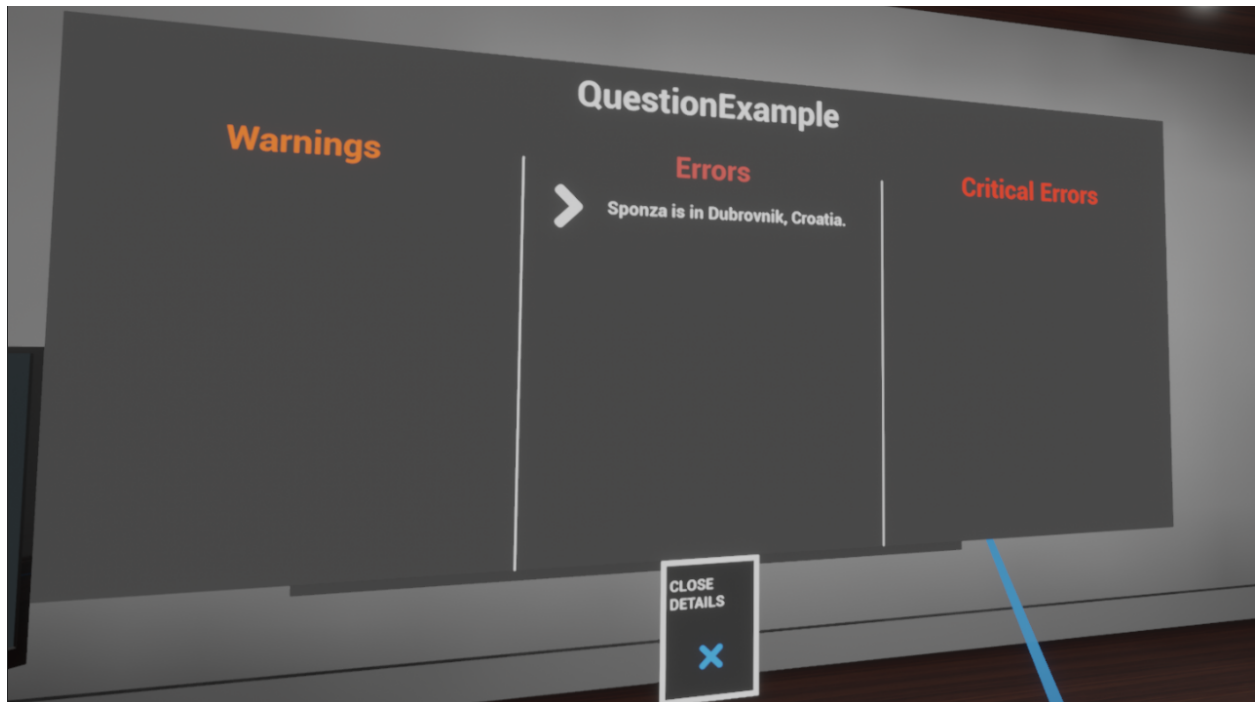 QuestionExample
Warnings
Errors
Sponza is in Dubrovnik, Croatia.
Critical Errors
CLOSE
DETAILS